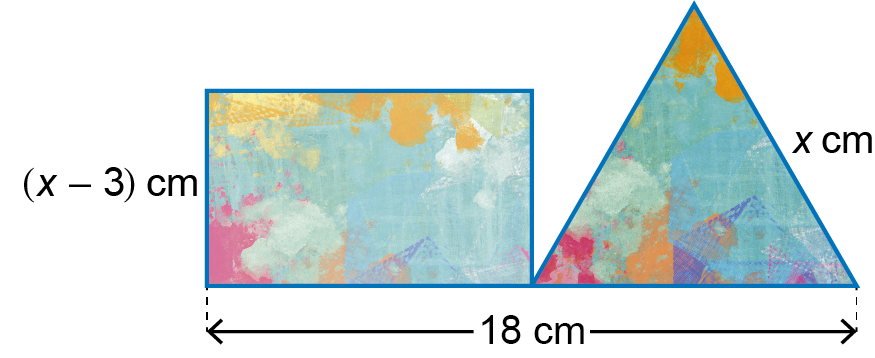 x cm
(x – 3) cm
18 cm